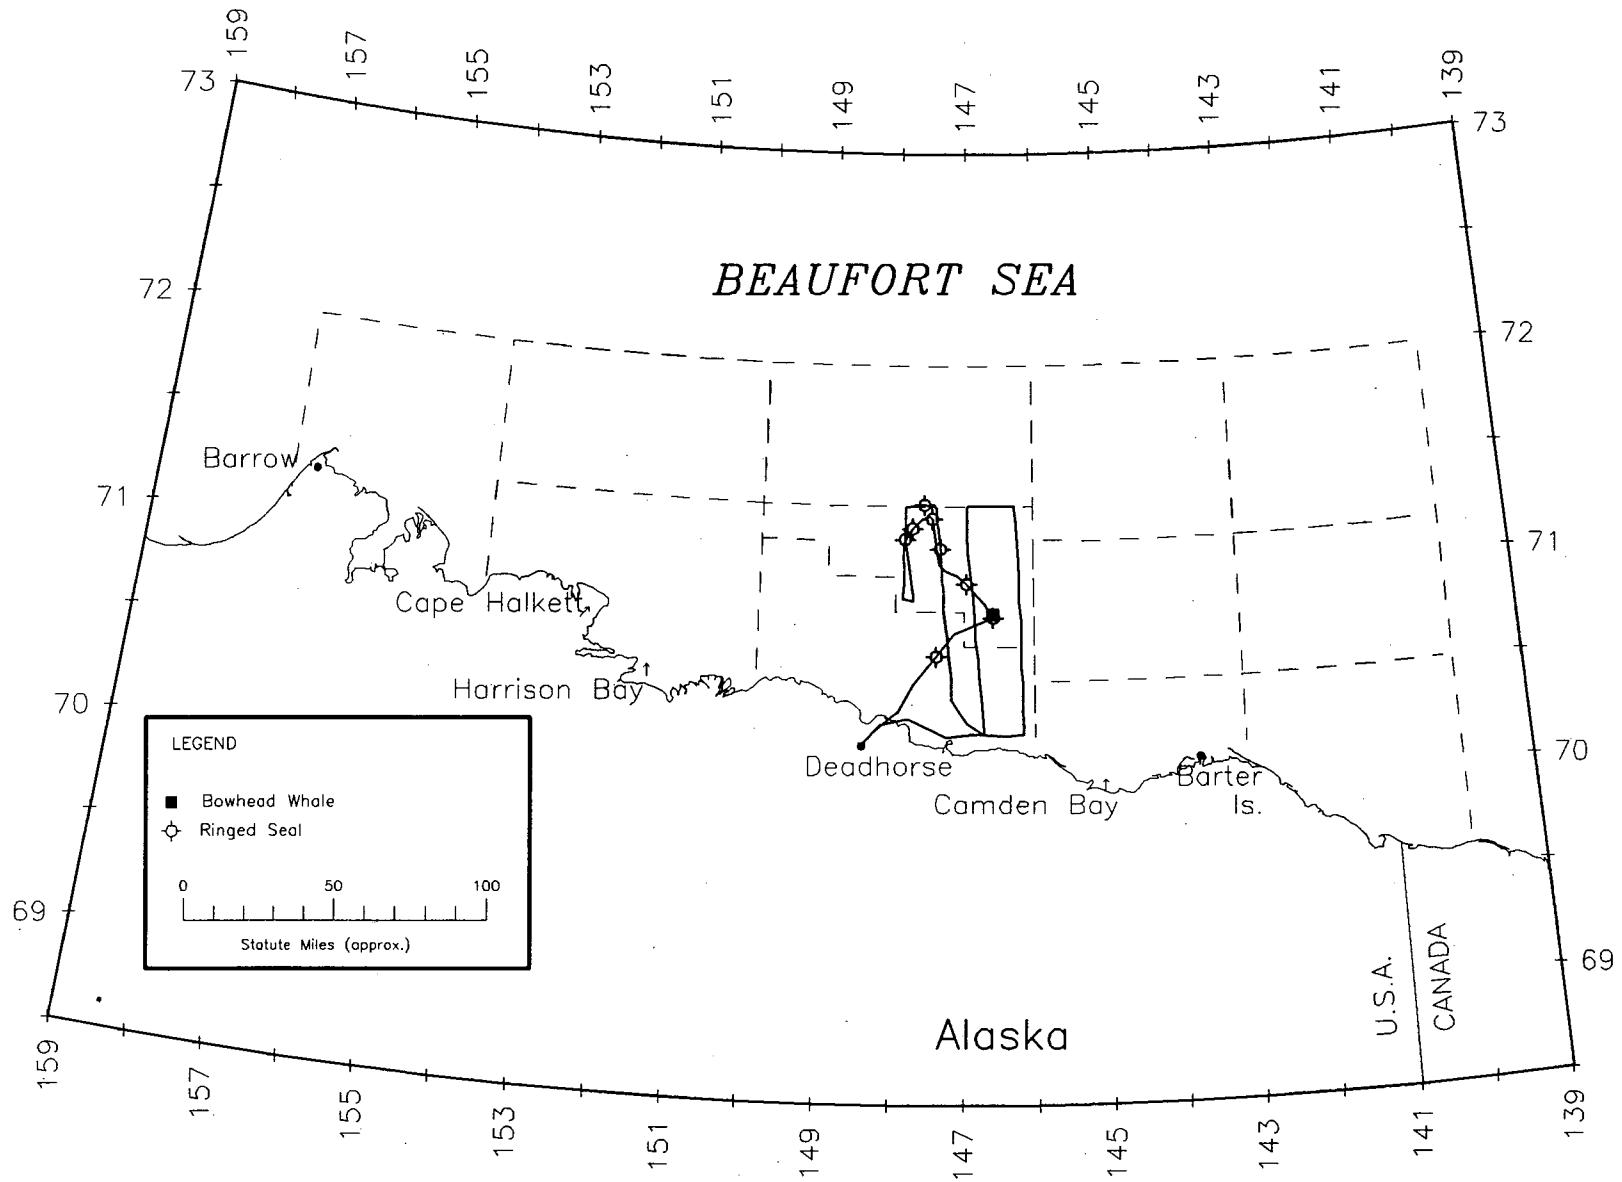 159
157
155
153
151
149
147
145
143
141
139
73
73
BEAUFORT SEA
72
72
Barrow
71
71
Cape Halkett
Harrison Bay
70
70
Deadhorse
Camden Bay
Barter
Is.
LEGEND
Bowhead Whale
Ringed Seal
0 50 100
Statute Miles (approx.)
69
69
U.S.A.
CANADA
Alaska
159
157
155
153
151
149
147
145
143
141
139